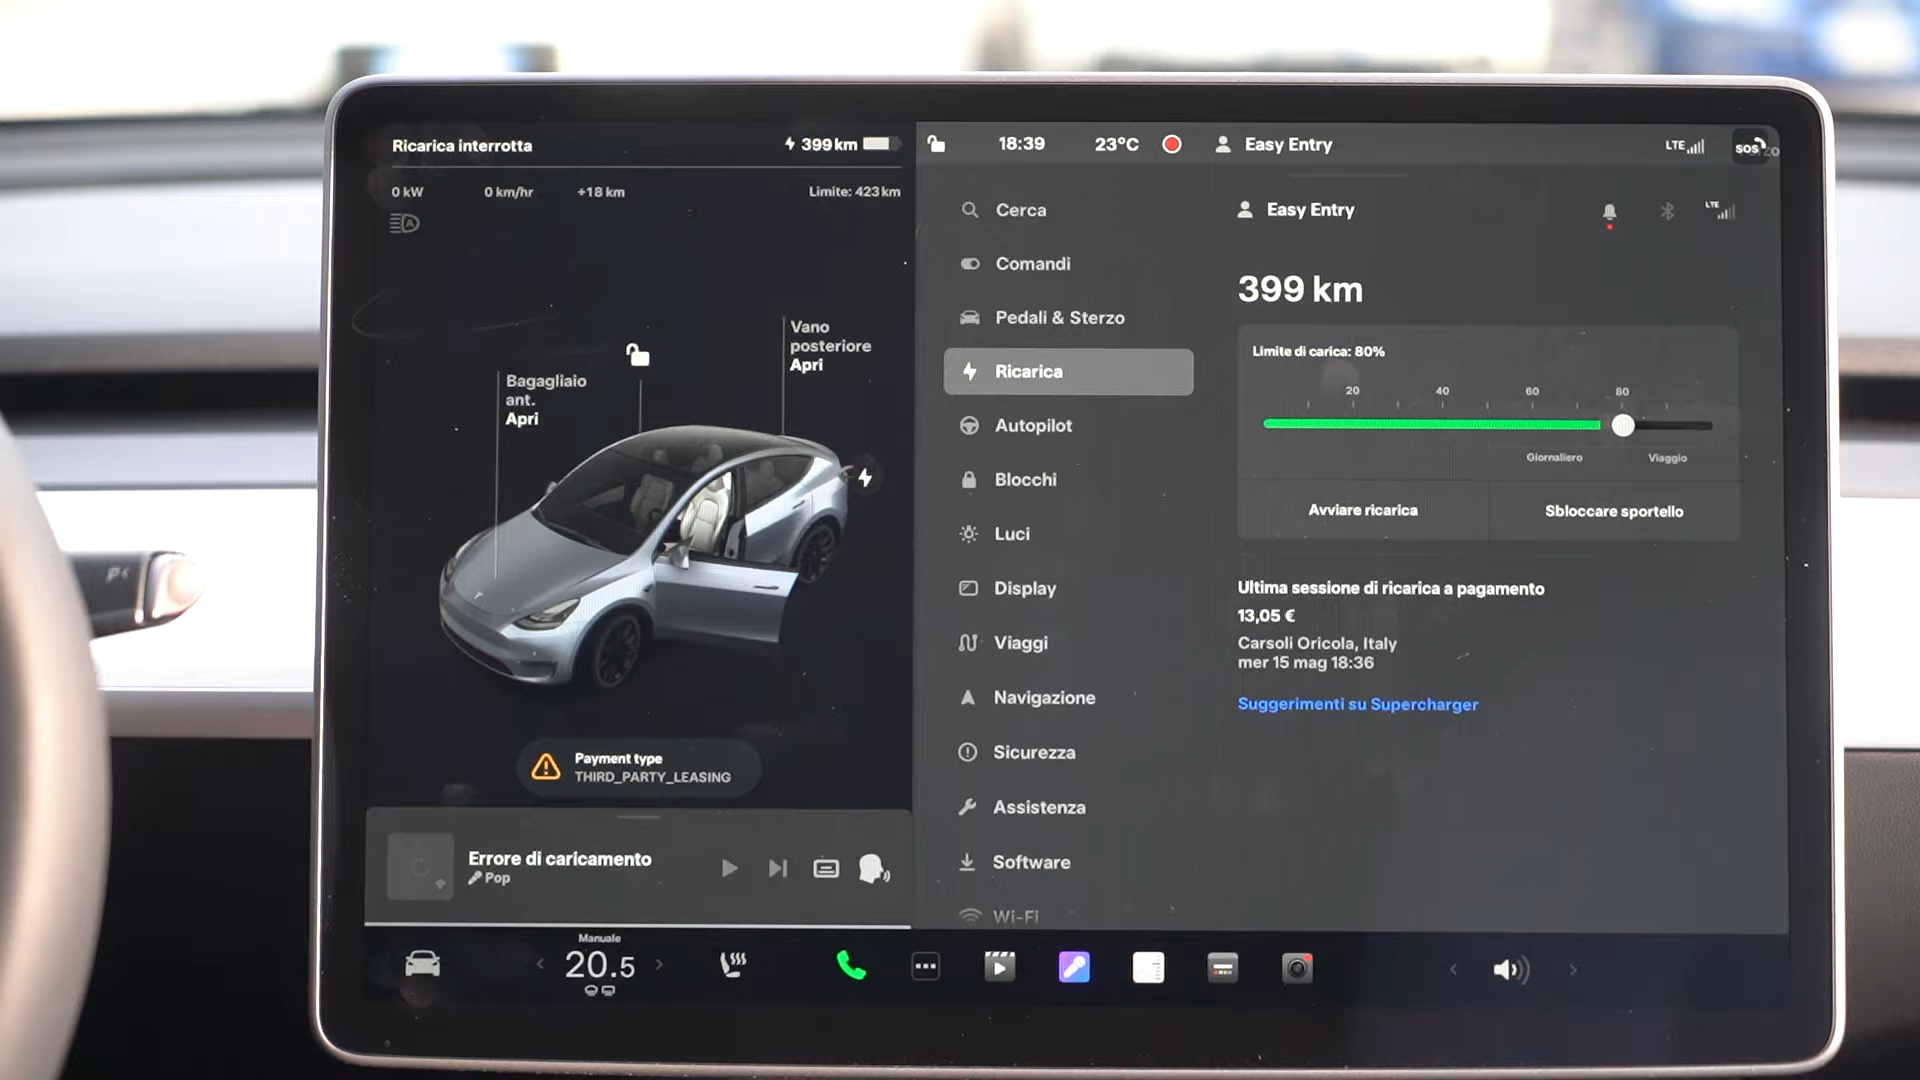 Ricarica interrotta
399 km
0 kW
0 km/hr
+18 km
Limite: 423 km
Vano
posteriore
Apri
Bagagliaio
ant.
Apri
Payment type
THIRD_PARTY_LEASING
Errore di caricamento
Pop
18:39
23°C
Easy Entry
LTE
SOS
Cerca
Comandi
Pedali & Sterzo
Ricarica
Autopilot
Blocchi
Luci
Display
Viaggi
Navigazione
Sicurezza
Assistenza
Software
Wi-Fi
Easy Entry
LTE
399 km
Limite di carica: 80%
20 40 60 80
Giornaliero Viaggio
Avviare ricarica
Sbloccare sportello
Ultima sessione di ricarica a pagamento
13,05 €
Carsoli Oricola, Italy
mer 15 mag 18:36
Suggerimenti su Supercharger
Manuale
20.5